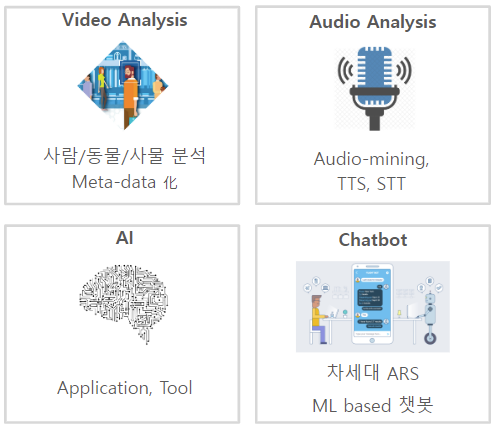 Video Analysis
사람/동물/사물 분석
Meta-data 化
Audio Analysis
Audio-mining,
TTS, STT
AI
Application, Tool
Chatbot
차세대 ARS
ML based 챗봇